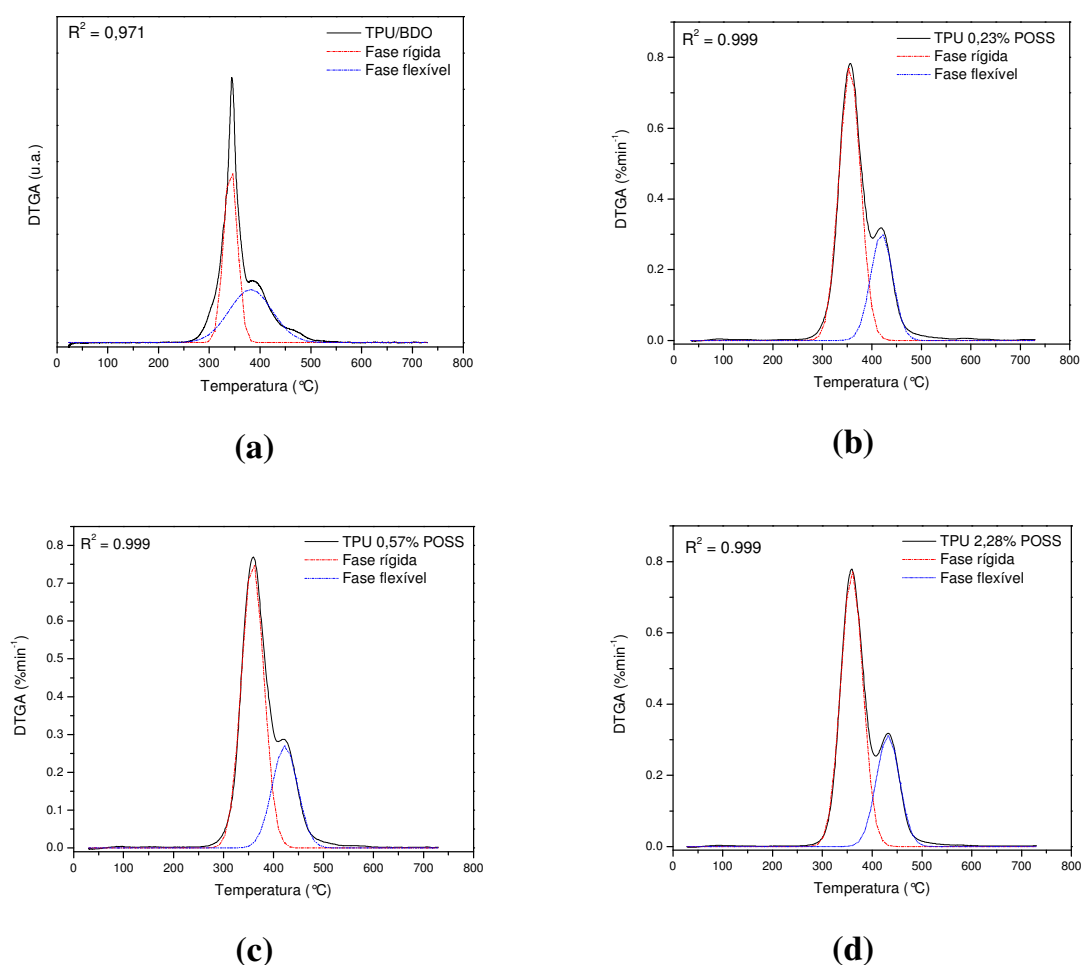 R² = 0,971
TPU/BDO
Fase rígida
Fase flexível
DTGA (u.a.)
0 100 200 300 400 500 600 700 800
Temperatura (°C)
(a)
R² = 0.999
TPU 0,23% POSS
Fase rígida
Fase flexível
DTGA (%min⁻¹)
0.8
0.6
0.4
0.2
0.0
0 100 200 300 400 500 600 700 800
Temperatura (°C)
(b)
R² = 0.999
TPU 0,57% POSS
Fase rígida
Fase flexível
DTGA (%min⁻¹)
0.8
0.7
0.6
0.5
0.4
0.3
0.2
0.1
0.0
0 100 200 300 400 500 600 700 800
Temperatura (°C)
(c)
R² = 0.999
TPU 2,28% POSS
Fase rígida
Fase flexível
DTGA (%min⁻¹)
0.8
0.6
0.4
0.2
0.0
0 100 200 300 400 500 600 700 800
Temperatura (°C)
(d)